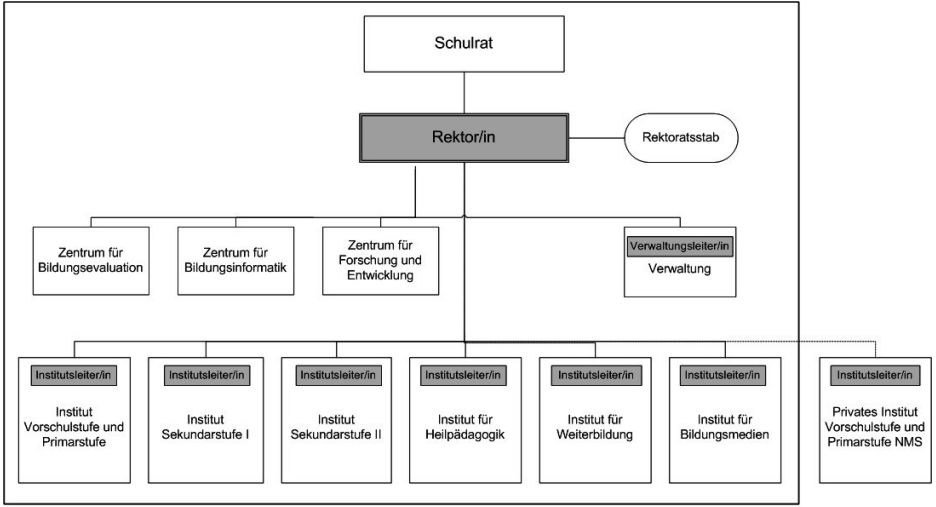 Schulrat
Rektor/in
Rektoratsstab
Zentrum für
Bildungsevaluation
Zentrum für
Bildungsinformatik
Zentrum für
Forschung und
Entwicklung
Verwaltungsleiter/in
Verwaltung
Institutsleiter/in
Institut
Vorschulstufe und
Primarstufe
Institutsleiter/in
Institut
Sekundarstufe I
Institutsleiter/in
Institut
Sekundarstufe II
Institutsleiter/in
Institut für
Heilpädagogik
Institutsleiter/in
Institut für
Weiterbildung
Institutsleiter/in
Institut für
Bildungsmedien
Institutsleiter/in
Privates Institut
Vorschulstufe und
Primarstufe NMS